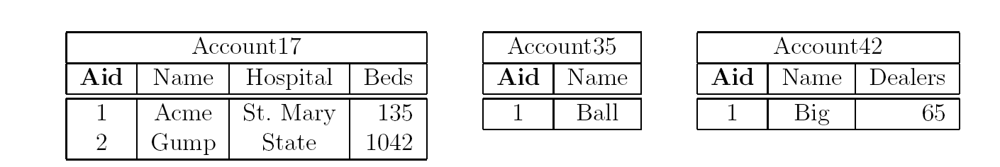 Account17 Account35 Account42
Aid Name Hospital Beds Aid Name Aid Name Dealers
1 Acme St. Mary 135 1 Ball 1 Big 65
2 Gump State 1042